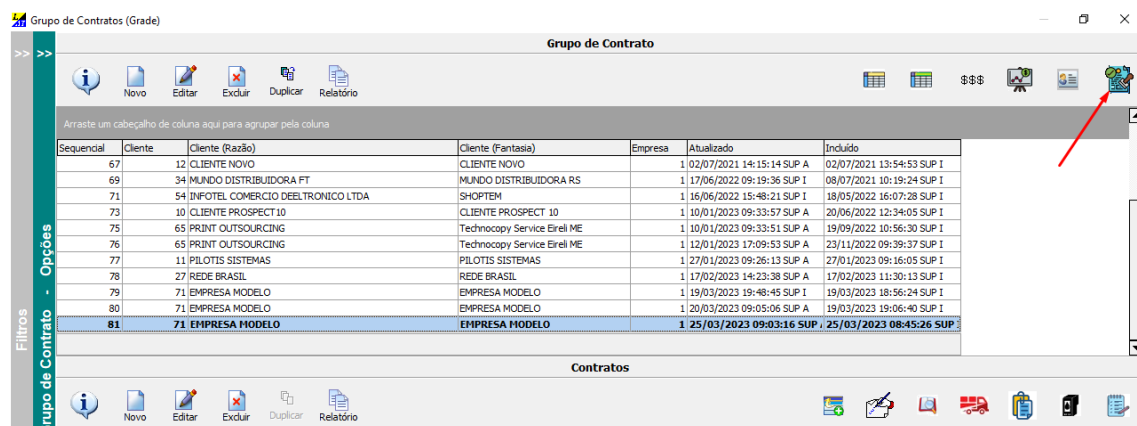 Grupo de Contratos (Grade)
Grupo de Contrato
>> >>
Novo Editar Excluir Duplicar Relatório $$$
Arraste um cabeçalho de coluna aqui para agrupar pela coluna
Sequencial Cliente Cliente (Razão) Cliente (Fantasia) Empresa Atualizado Incluído
67 12 CLIENTE NOVO CLIENTE NOVO 1 02/07/2021 14:15:14 SUP A 02/07/2021 13:54:53 SUP I
69 34 MUNDO DISTRIBUIDORA FT MUNDO DISTRIBUIDORA RS 1 17/06/2022 09:19:36 SUP I 08/07/2021 10:19:24 SUP I
71 54 INFOTEL COMERCIO DEELTRONICO LTDA SHOPTEM 1 16/06/2022 15:48:21 SUP I 18/05/2022 16:07:28 SUP I
73 10 CLIENTE PROSPECT10 CLIENTE PROSPECT 10 1 10/01/2023 09:33:57 SUP A 20/06/2022 12:34:05 SUP I
75 65 PRINT OUTSOURCING Technocopy Service Eireli ME 1 10/01/2023 09:33:51 SUP A 19/09/2022 10:56:30 SUP I
76 65 PRINT OUTSOURCING Technocopy Service Eireli ME 1 12/01/2023 17:09:53 SUP A 23/11/2022 09:39:37 SUP I
77 11 PILOTIS SISTEMAS PILOTIS SISTEMAS 1 27/01/2023 09:26:13 SUP A 27/01/2023 09:16:05 SUP I
78 27 REDE BRASIL REDE BRASIL 1 17/02/2023 14:23:38 SUP A 17/02/2023 11:30:13 SUP I
79 71 EMPRESA MODELO EMPRESA MODELO 1 19/03/2023 19:48:45 SUP I 19/03/2023 18:56:24 SUP I
80 71 EMPRESA MODELO EMPRESA MODELO 1 20/03/2023 09:05:06 SUP A 19/03/2023 19:06:40 SUP I
81 71 EMPRESA MODELO EMPRESA MODELO 1 25/03/2023 09:03:16 SUP 25/03/2023 08:45:26 SUP
Filtros
Grupo de Contrato - Opções
Contratos
Novo Editar Excluir Duplicar Relatório